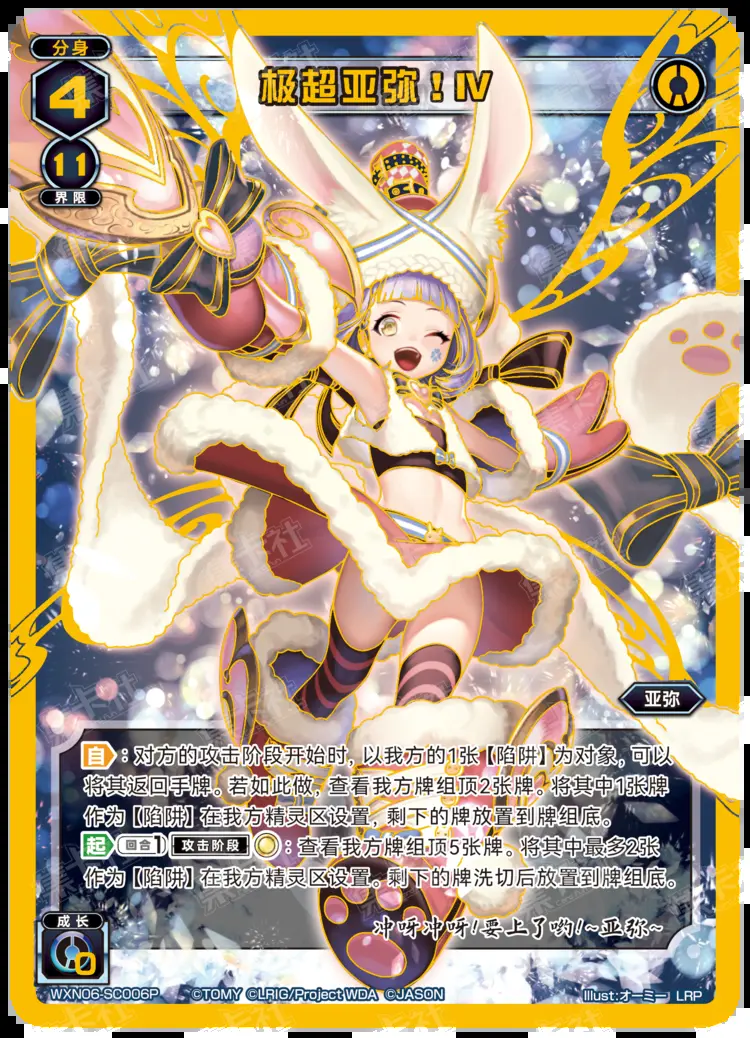 分身
4
极超亚弥！IV
11
界限
亚弥
自：对方的攻击阶段开始时，以我方的1张【陷阱】为对象，可以
将其返回手牌。若如此做，查看我方牌组顶2张牌。将其中1张牌
作为【陷阱】在我方精灵区设置，剩下的牌放置到牌组底。
起 回合1 攻击阶段 ：查看我方牌组顶5张牌。将其中最多2张
作为【陷阱】在我方精灵区设置。剩下的牌洗切后放置到牌组底。
冲呀冲呀！要上了哟！~亚弥~
成长
0
WXN06-SC006P ©TOMY ©LRIG/Project WDA ©JASON Illust:オーミー LRP